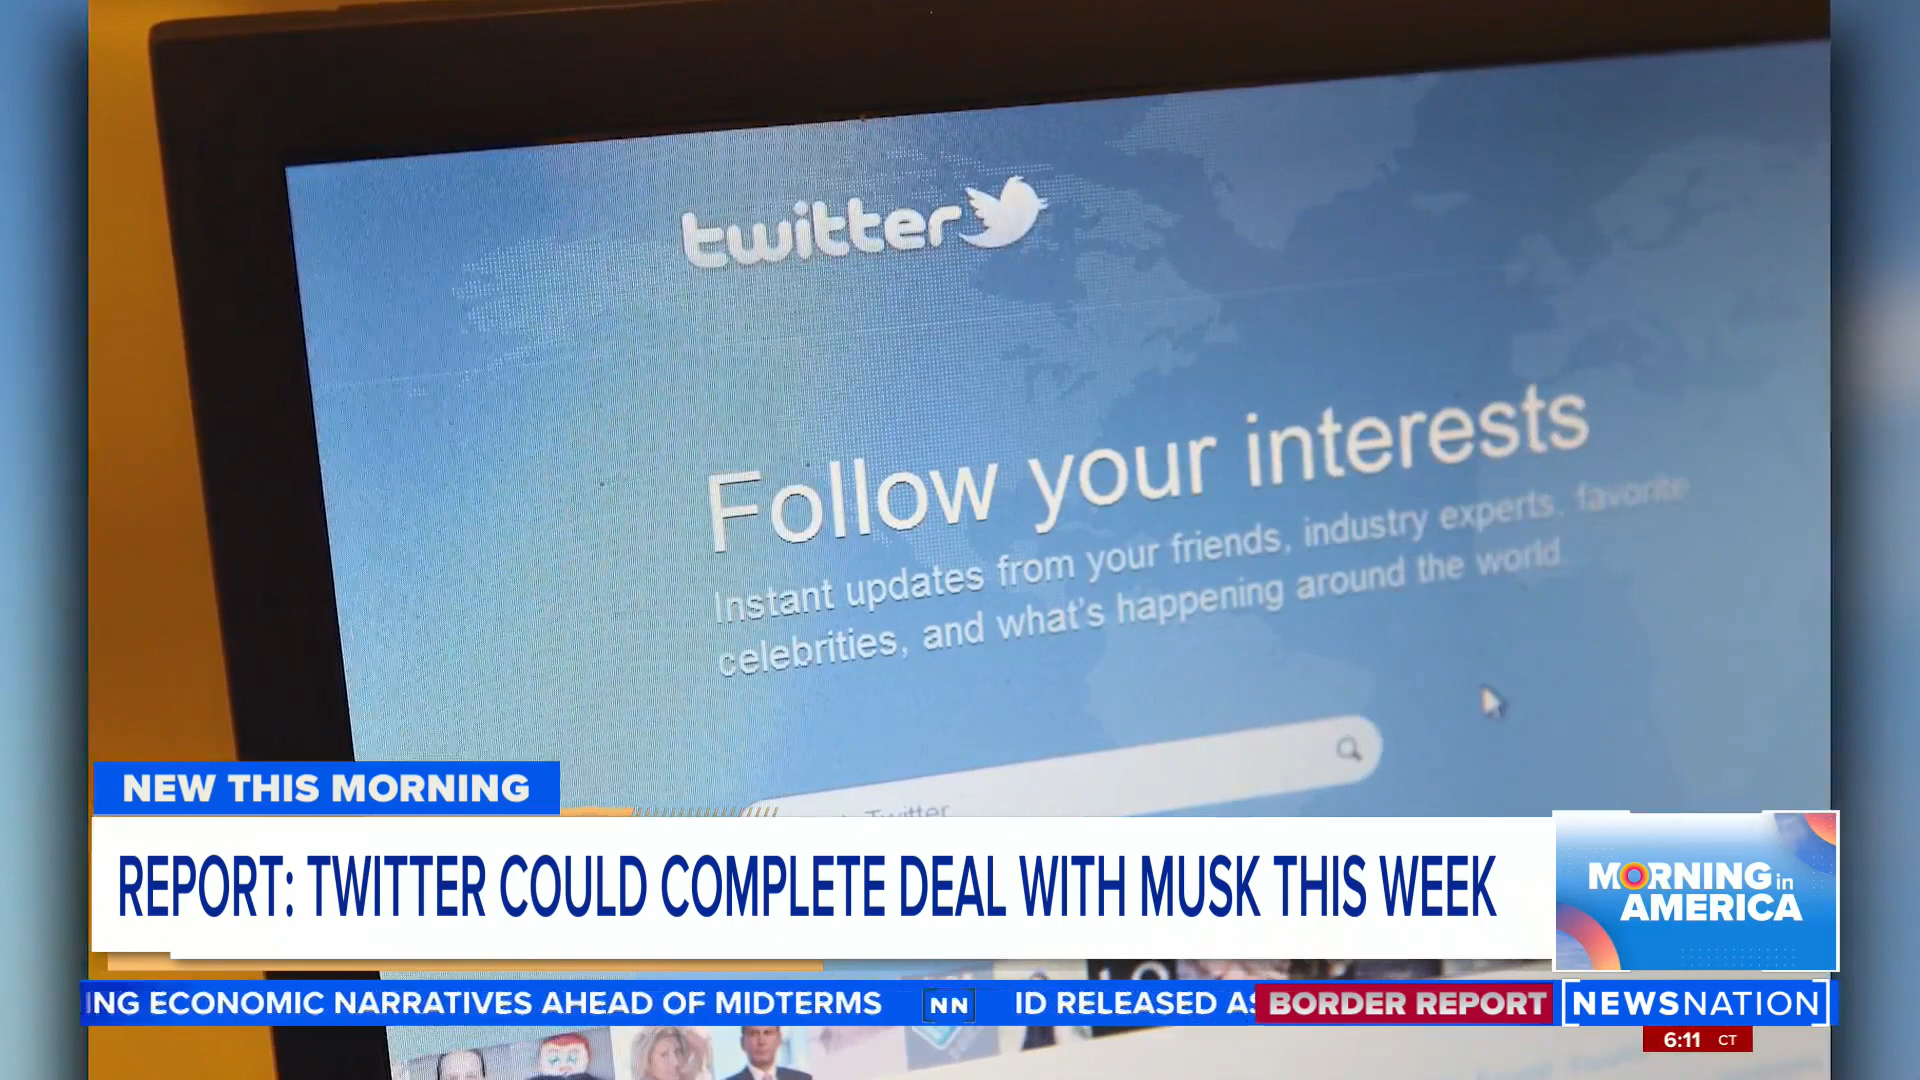 twitter
Follow your interests
Instant updates from your friends, industry experts, favorite
celebrities, and what's happening around the world.
Twitter
NEW THIS MORNING
REPORT: TWITTER COULD COMPLETE DEAL WITH MUSK THIS WEEK
MORNING in
AMERICA
ING ECONOMIC NARRATIVES AHEAD OF MIDTERMS NN ID RELEASED AS BORDER REPORT NEWSNATION
6:11 CT